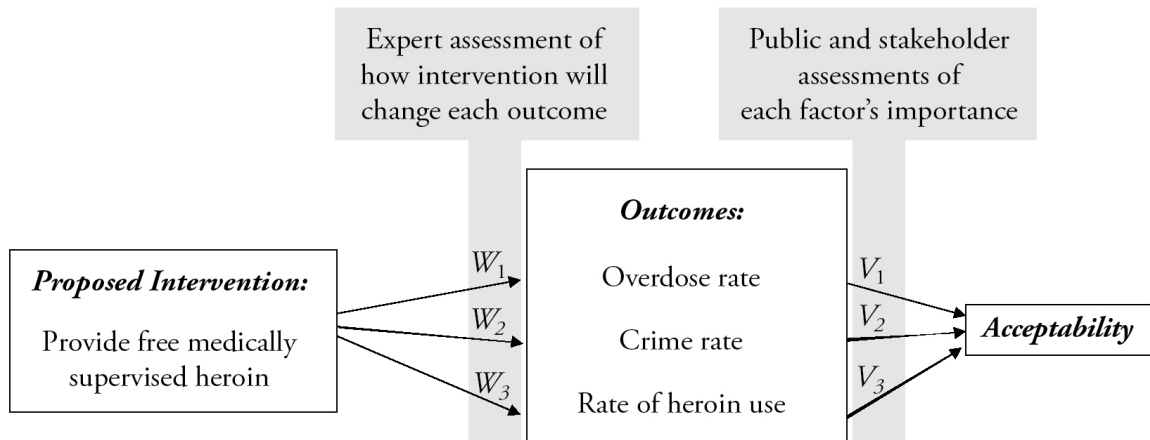 Expert assessment of
how intervention will
change each outcome
Public and stakeholder
assessments of
each factor's importance
Proposed Intervention:
Provide free medically
supervised heroin
W1
W2
W3
Outcomes:
Overdose rate
Crime rate
Rate of heroin use
V1
V2
V3
Acceptability